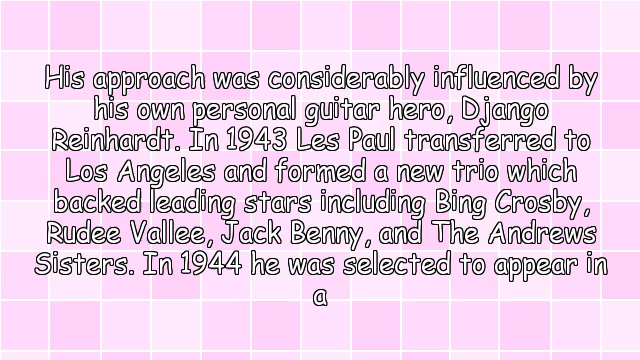 His approach was considerably influenced by
his own personal guitar hero, Django
Reinhardt. In 1943 Les Paul transferred to
Los Angeles and formed a new trio which
backed leading stars including Bing Crosby,
Rudee Vallee, Jack Benny, and The Andrews
Sisters. In 1944 he was selected to appear in
a